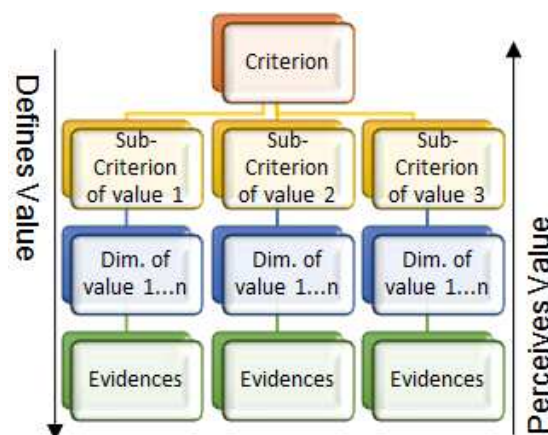 Defines Value
Criterion
Sub-
Criterion
of value 1
Sub-
Criterion
of value 2
Sub-
Criterion
of value 3
Dim. of
value 1...n
Dim. of
value 1...n
Dim. of
value 1...n
Evidences
Evidences
Evidences
Perceives Value